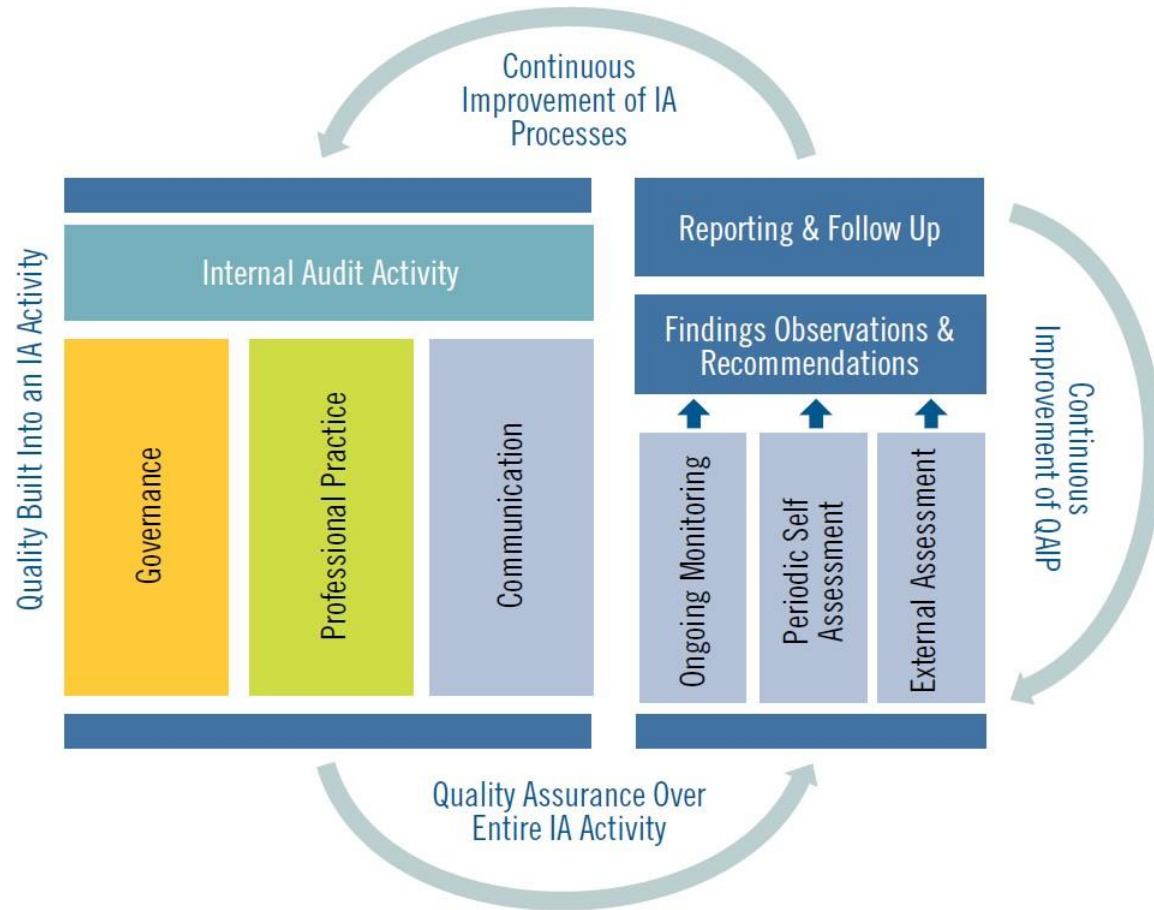 Continuous
Improvement of IA
Processes
Quality Built Into an IA Activity
Internal Audit Activity
Governance
Professional Practice
Communication
Reporting & Follow Up
Findings Observations &
Recommendations
Ongoing Monitoring
Periodic Self
Assessment
External Assessment
Continuous
Improvement of QAIP
Quality Assurance Over
Entire IA Activity